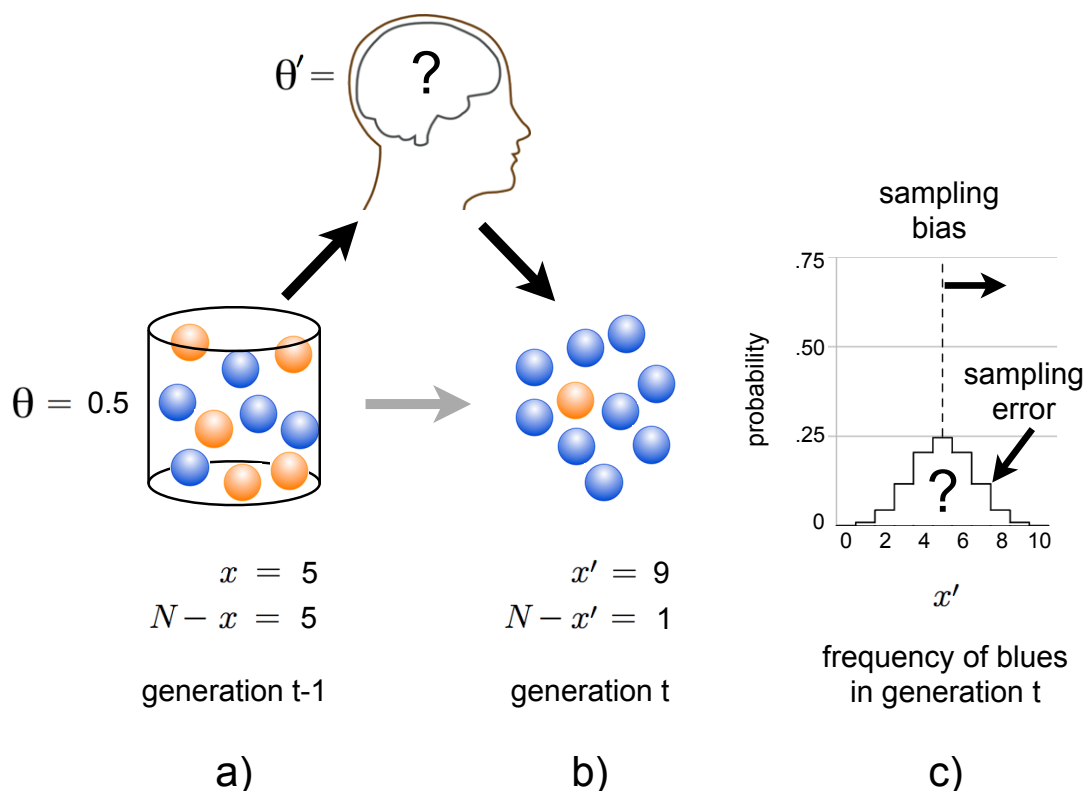 θ′ =
?
θ = 0.5
x = 5
N − x = 5
generation t-1
a)
x′ = 9
N − x′ = 1
generation t
b)
sampling
bias
.75
.50
.25
0
probability
sampling
error
?
0 2 4 6 8 10
x′
frequency of blues
in generation t
c)